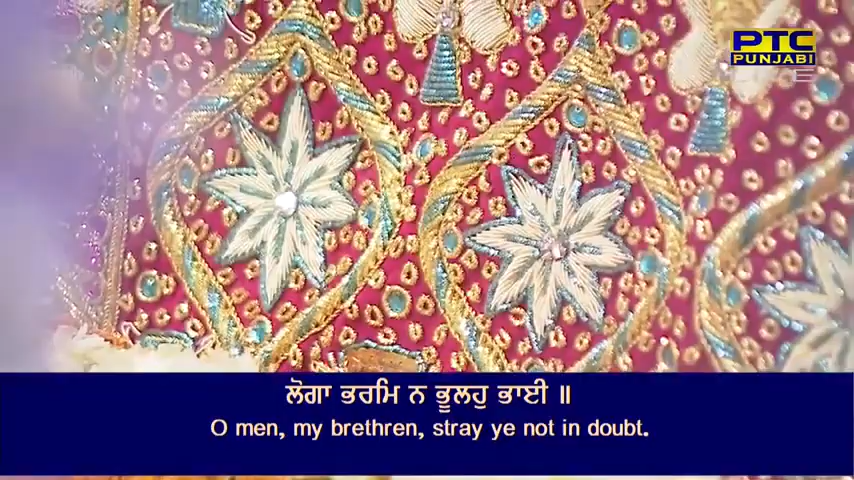 PTC
PUNJABI
ਲੋਗਾ ਭਰਮਿ ਨ ਭੂਲਹੁ ਭਾਈ ॥
O men, my brethren, stray ye not in doubt.